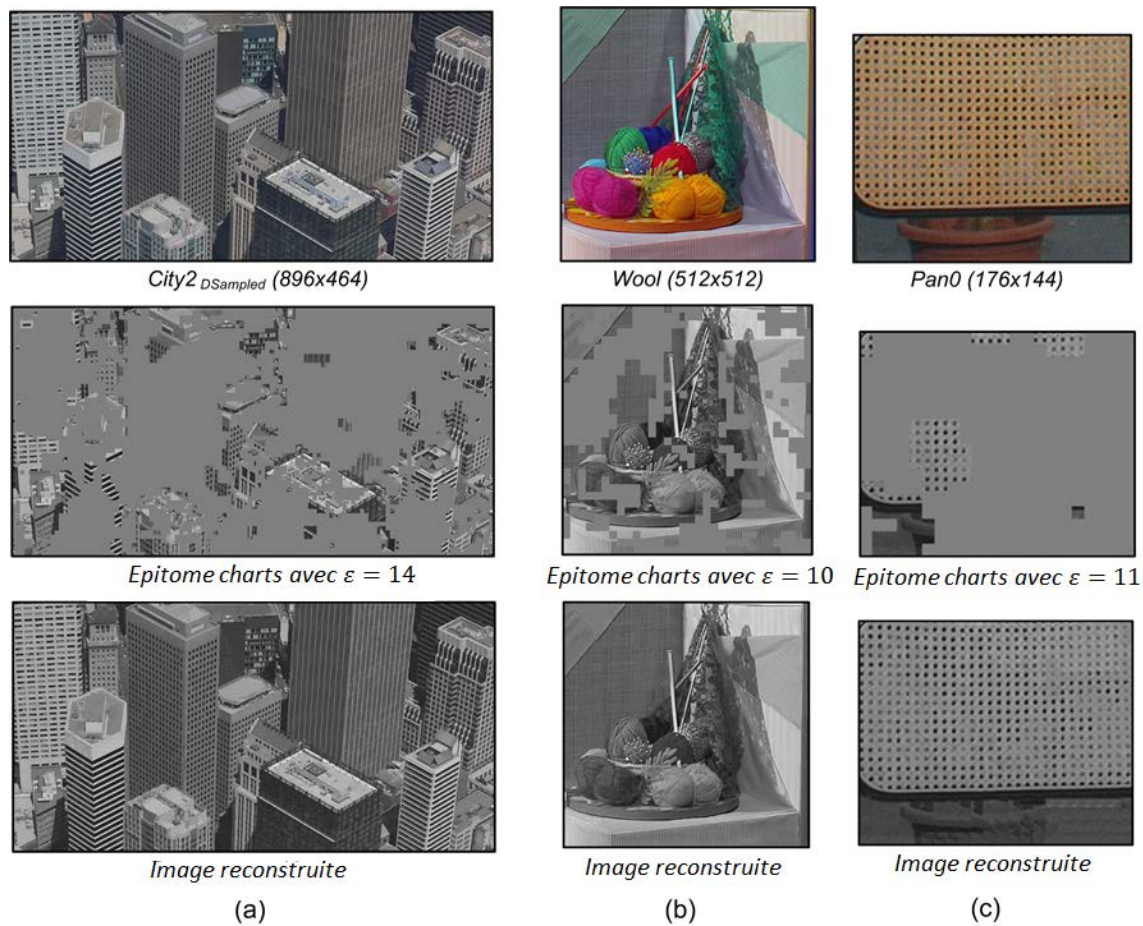 City2 DSampled (896x464)
Wool (512x512)
Pan0 (176x144)
Epitome charts avec ε = 14
Epitome charts avec ε = 10
Epitome charts avec ε = 11
Image reconstruite
Image reconstruite
Image reconstruite
(a)
(b)
(c)